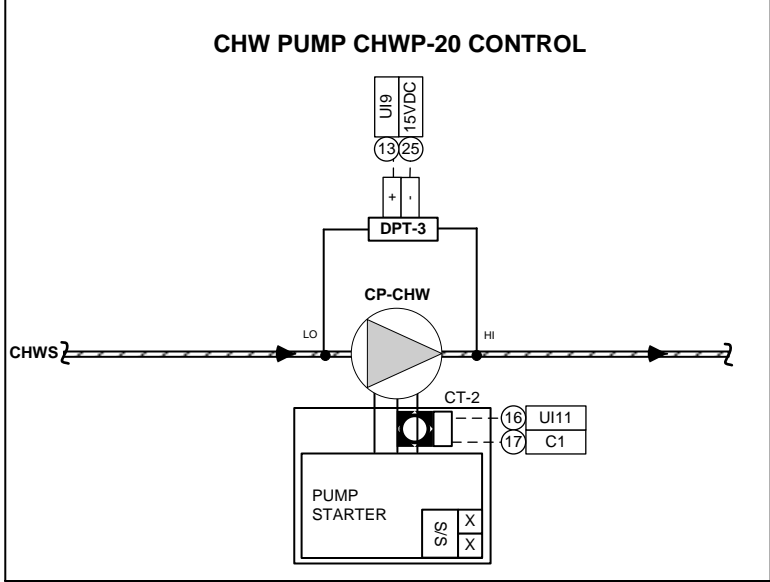 CHW PUMP CHWP-20 CONTROL
UI9
15VDC
13 25
+ -
DPT-3
CP-CHW
LO
HI
CHWS
CT-2
16 UI11
17 C1
PUMP
STARTER
S/S
X
X